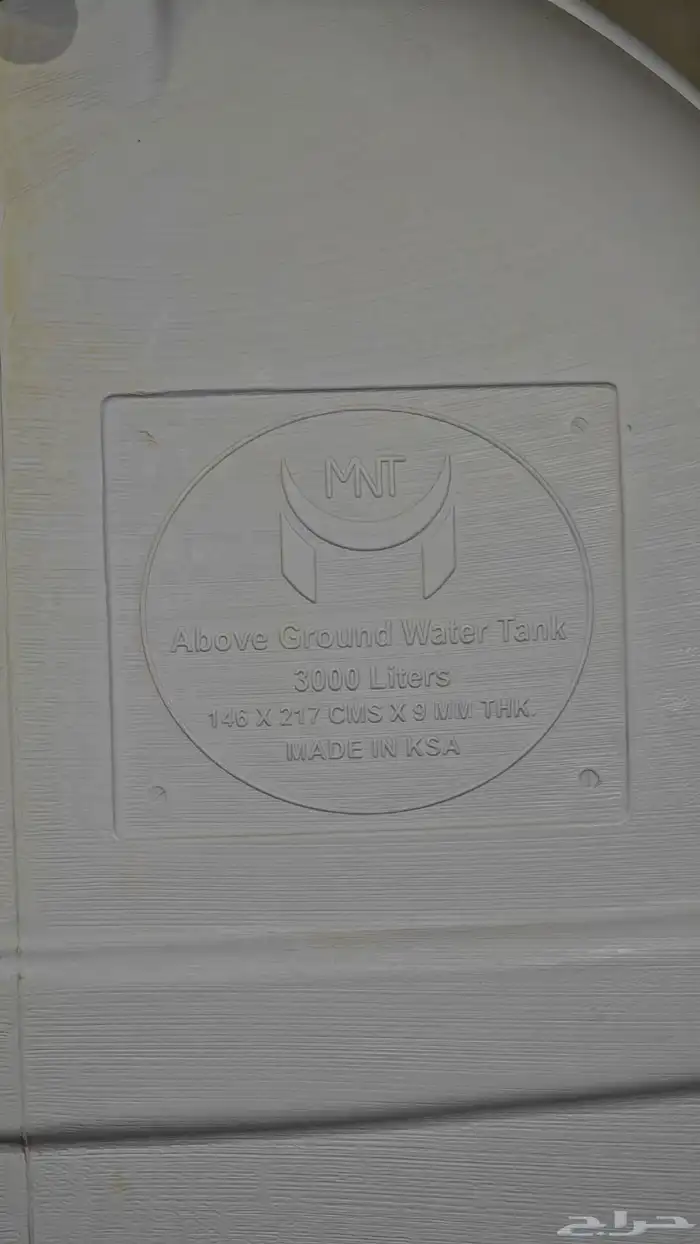 MNT
Above Ground Water Tank
3000 Liters
146 X 217 CMS X 9 MM THK.
MADE IN KSA
حراج